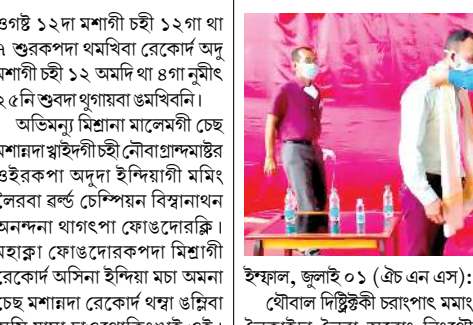 ওগষ্ট ১২দা মশাগী চহী ১২গা থা
৭ শুরকপদা থমখিবা রেকোর্দ অদু
মশাগী চহী ১২ অমদি থা ৪গা নুমীৎ
২৫নি শুবদা থুগায়বা ঙমখিবনি।
অভিমন্যু মিশ্রানা মালেমগী চেছ
মশান্নদা খ্বাইদগী চহী নৌবা গ্রান্দমাষ্টর
ওইরকপা অদুদা ইন্দিয়াগী মমিং
লৈরবা ৱর্ল্ড চেম্পিয়ন বিস্বানাথন
অনন্দনা থাগৎপা ফোঙদোরক্লি।
মহাক্না ফোঙদোরকপদা মিশ্রাগী
রেকোর্দ অসিনা ইন্দিয়া মচা অমনা
চেছ মশান্নদা রেকোর্দ থম্বা ঙম্লিবা
ইম্ফাল, জুলাই ০১ (ঐচ এন এস):
থৌবাল দিষ্ট্রিক্টকী চরাংপাৎ মমাং